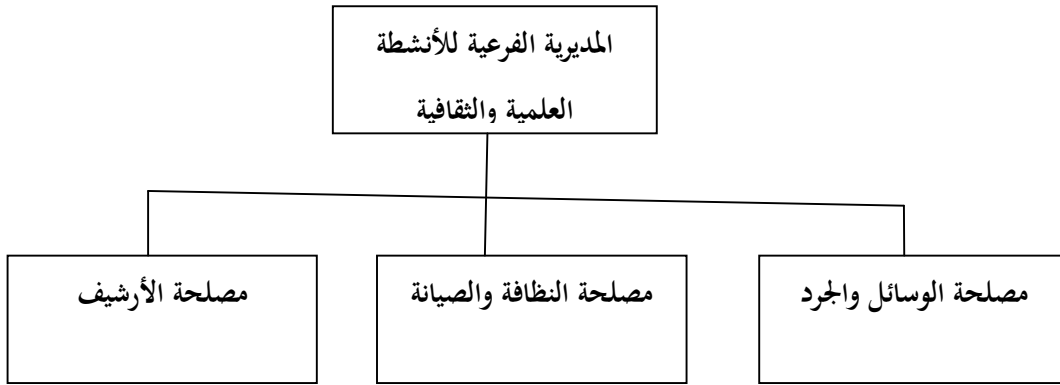 المديرية الفرعية للأنشطة
العلمية والثقافية
مصلحة الوسائل والجرد
مصلحة النظافة والصيانة
مصلحة الأرشيف